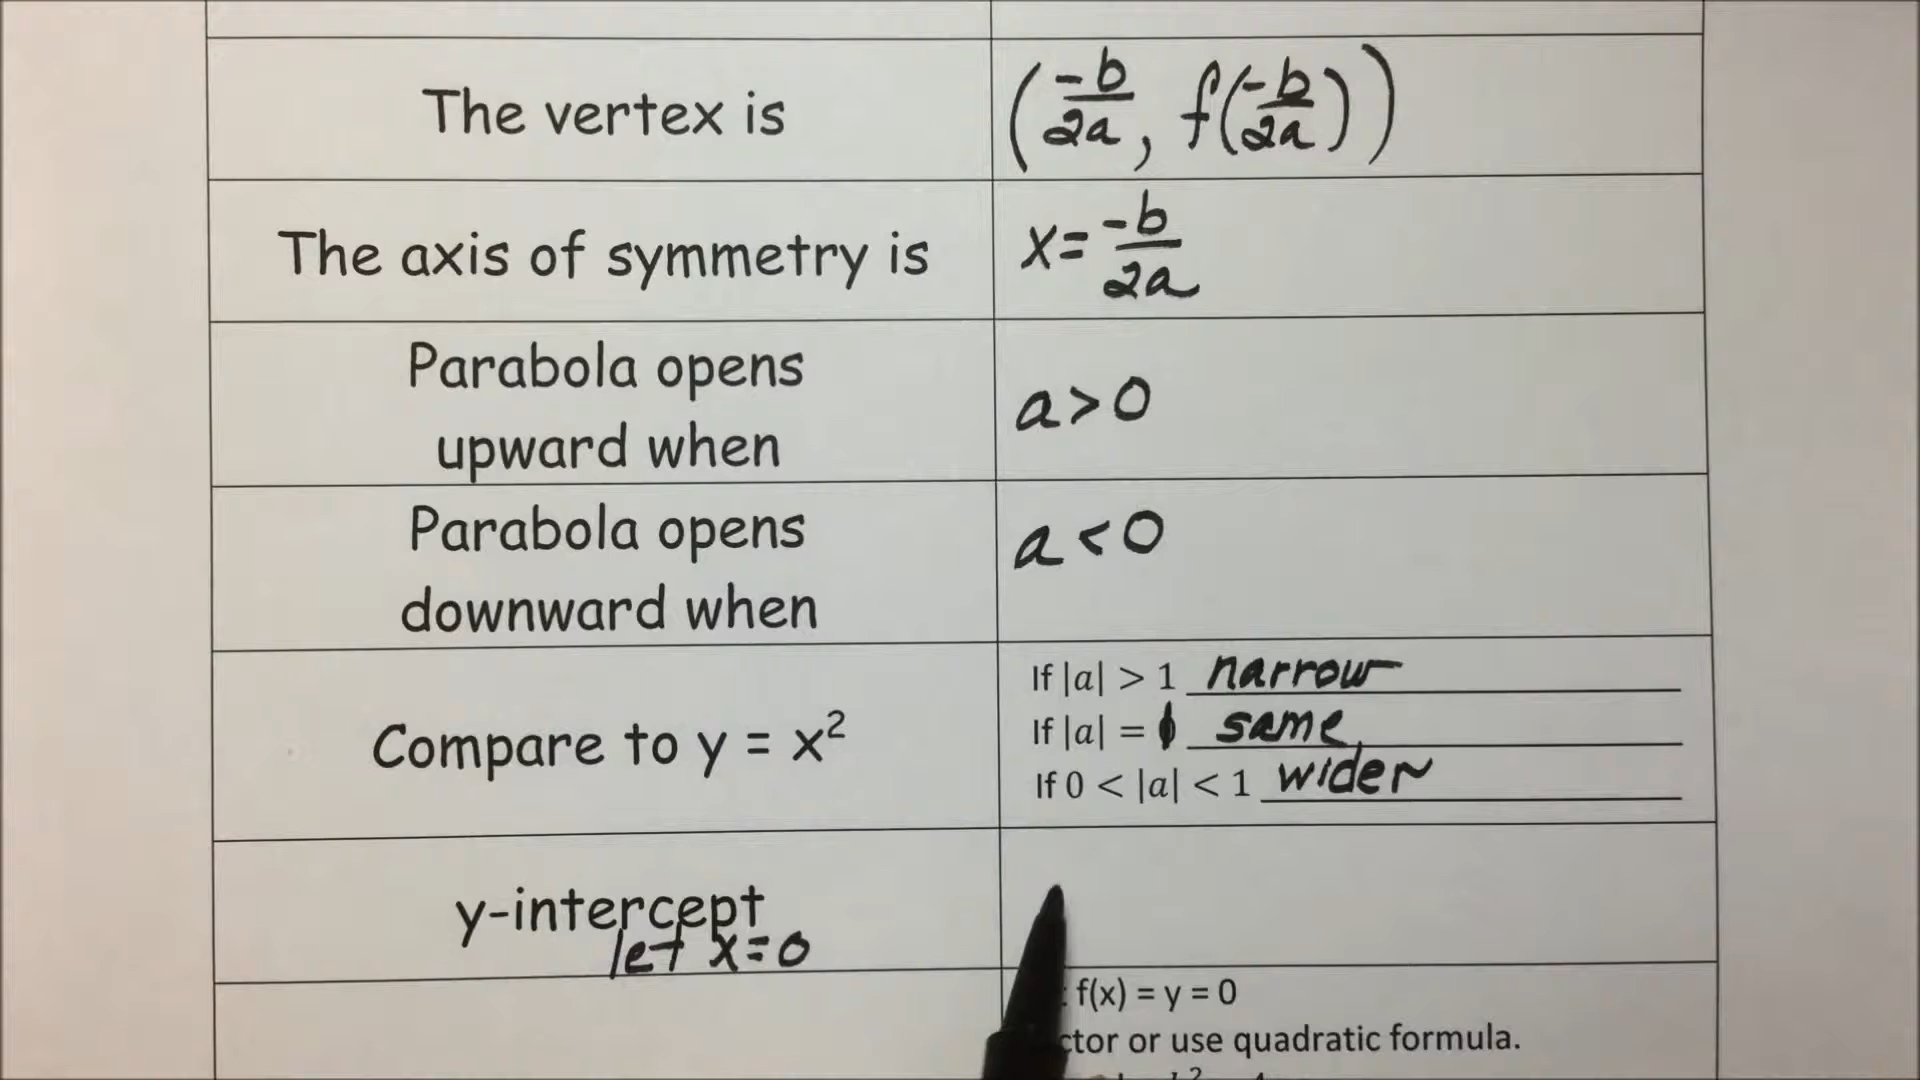 The vertex is
(-b/2a, f(-b/2a))
The axis of symmetry is
x = -b/2a
Parabola opens
upward when
a > 0
Parabola opens
downward when
a < 0
Compare to y = x²
If |a| > 1 narrow
If |a| = 1 same
If 0 < |a| < 1 wider
y-intercept
let x = 0
f(x) = y = 0
or use quadratic formula.